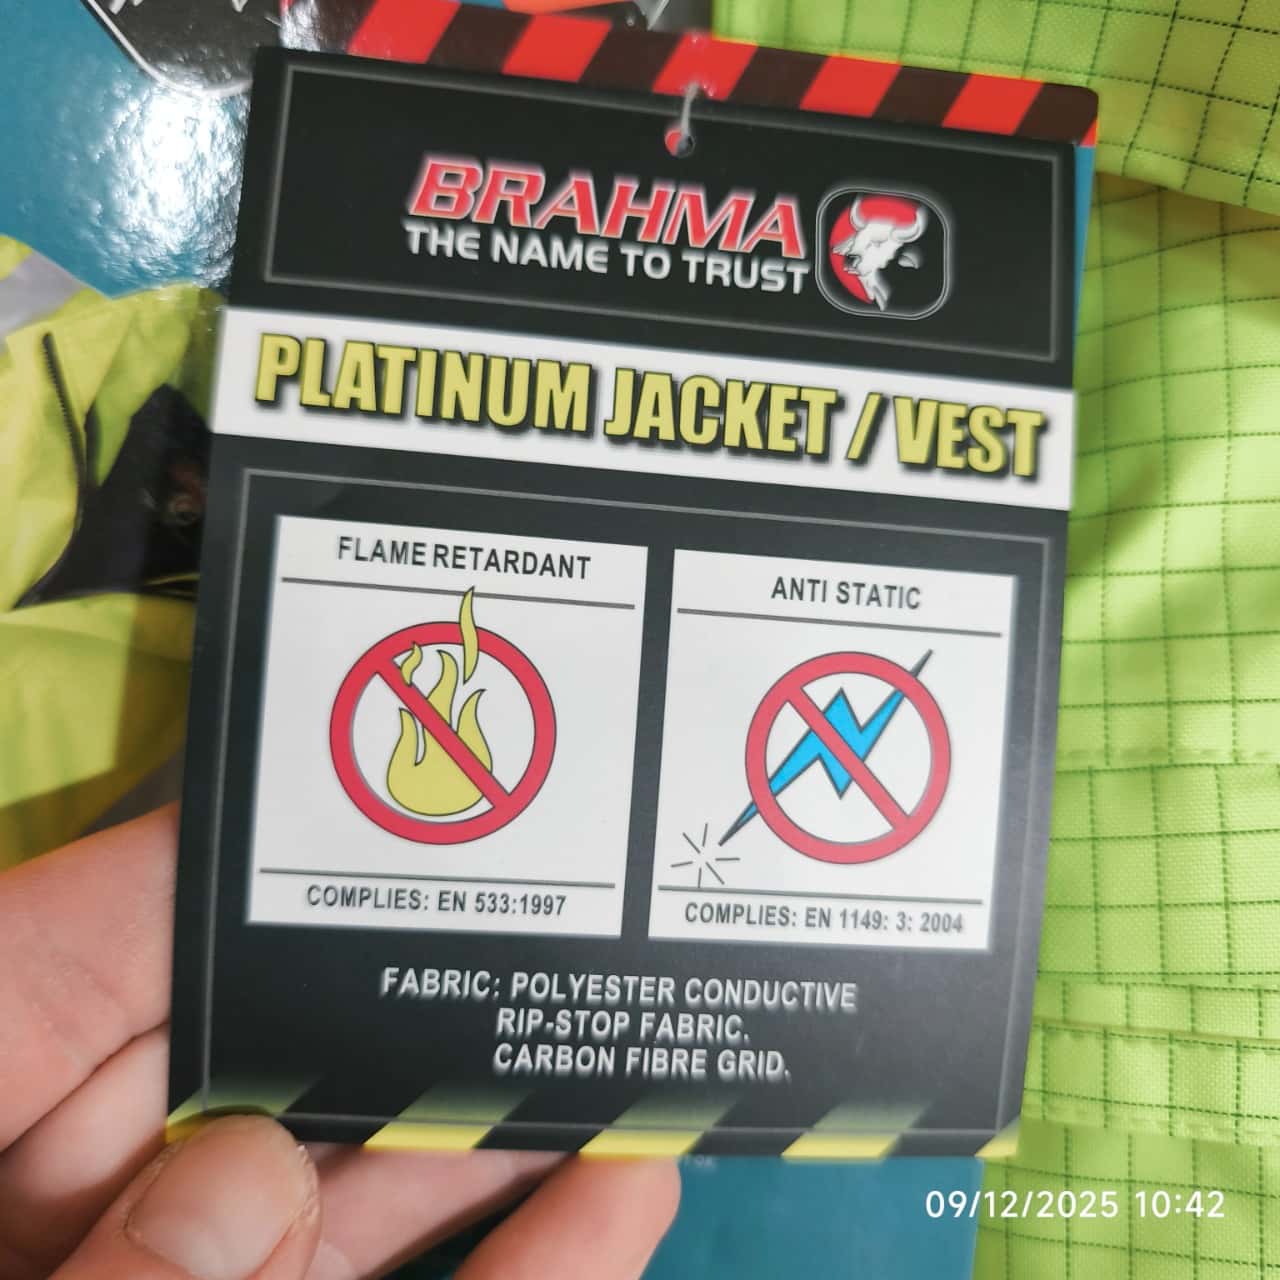 BRAHMA
THE NAME TO TRUST
PLATINUM JACKET / VEST
FLAME RETARDANT
COMPLIES: EN 533:1997
ANTI STATIC
COMPLIES: EN 1149: 3: 2004
FABRIC: POLYESTER CONDUCTIVE
RIP-STOP FABRIC.
CARBON FIBRE GRID.
09/12/2025 10:42